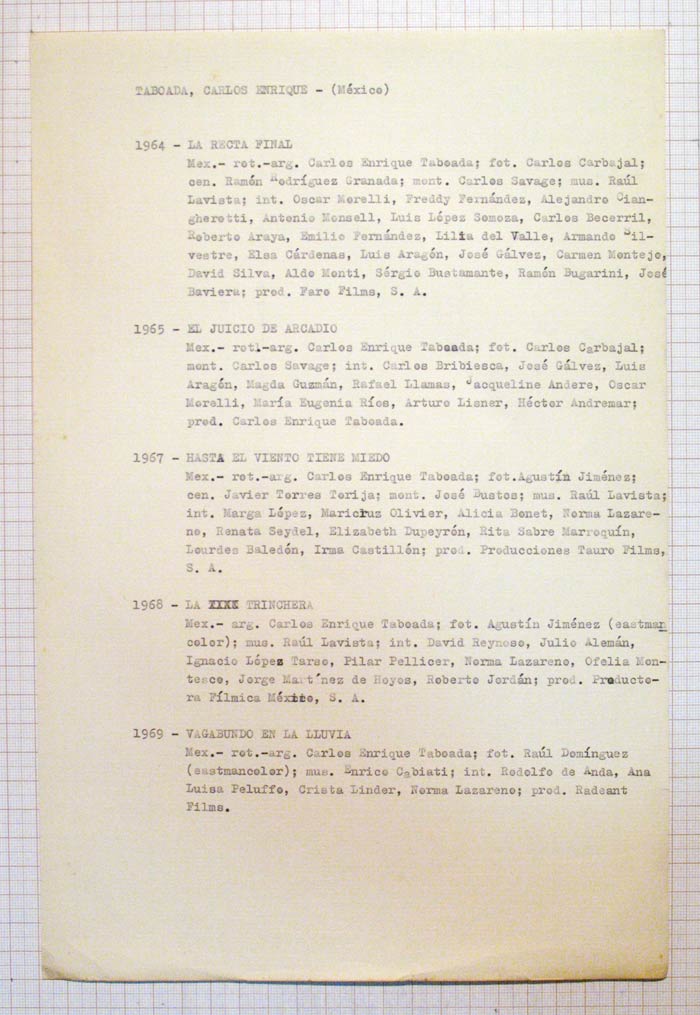 TABOADA, CARLOS ENRIQUE - (México)
1964 - LA RECTA FINAL
Mex.- rot.-arg. Carlos Enrique Taboada; fot. Carlos Carbajal;
cen. Ramón Rodríguez Granada; mont. Carlos Savage; mus. Raúl
Lavista; int. Oscar Morelli, Freddy Fernández, Alejandro Cian-
gherotti, Antonio Monsell, Luis López Somoza, Carlos Becerril,
Roberto Araya, Emilio Fernández, Lilia del Valle, Armando Sil-
vestre, Elsa Cárdenas, Luis Aragón, José Gálvez, Carmen Montejo,
David Silva, Aldo Monti, Sérgio Bustamante, Ramón Bugarini, José
Baviera; prod. Faro Films, S. A.
1965 - EL JUICIO DE ARCADIO
Mex.- rot.-arg. Carlos Enrique Taboada; fot. Carlos Carbajal;
mont. Carlos Savage; int. Carlos Bribiesca, José Gálvez, Luis
Aragón, Magda Guzmán, Rafael Llamas, Jacqueline Andere, Oscar
Morelli, María Eugenia Ríos, Arturo Lisner, Héctor Andremar;
prod. Carlos Enrique Taboada.
1967 - HASTA EL VIENTO TIENE MIEDO
Mex.- rot.-arg. Carlos Enrique Taboada; fot.Agustín Jiménez;
cen. Javier Torres Torija; mont. José Bustos; mus. Raúl Lavista;
int. Marga López, Maricruz Olivier, Alicia Bonet, Norma Lazare-
no, Renata Seydel, Elizabeth Dupeyrón, Rita Sabre Marroquín,
Lourdes Baledón, Irma Castillón; prod. Producciones Tauro Films,
S. A.
1968 - LA XXXX TRINCHERA
Mex.- arg. Carlos Enrique Taboada; fot. Agustín Jiménez (eastman
color); mus. Raúl Lavista; int. David Reynoso, Julio Alemán,
Ignacio López Tarso, Pilar Pellicer, Norma Lazareno, Ofelia Mon-
tesco, Jorge Martínez de Hoyos, Roberto Jordán; prod. Producto-
ra Fílmica México, S. A.
1969 - VAGABUNDO EN LA LLUVIA
Mex.- rot.-arg. Carlos Enrique Taboada; fot. Raúl Domínguez
(eastmancolor); mus. Enrico Cabiati; int. Rodolfo de Anda, Ana
Luisa Peluffo, Crista Linder, Norma Lazareno; prod. Radeant
Films.